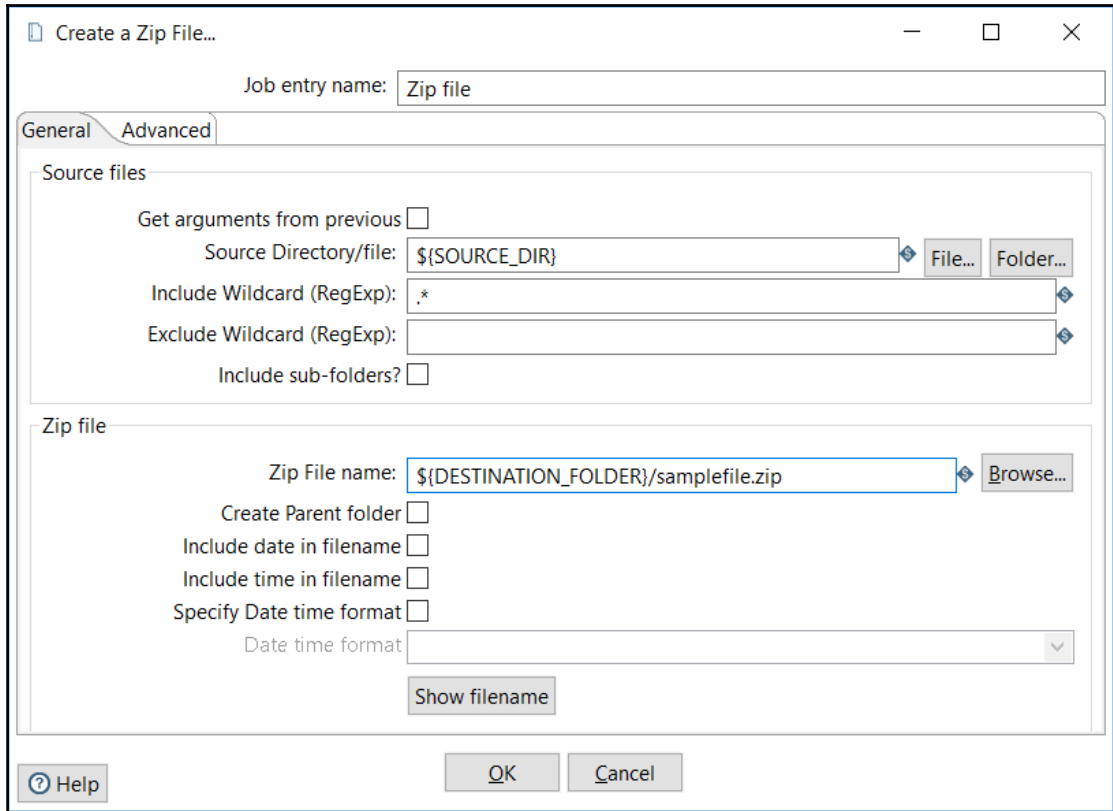 Create a Zip File...
Job entry name: Zip file
General Advanced
Source files
Get arguments from previous
Source Directory/file: ${SOURCE_DIR} File... Folder...
Include Wildcard (RegExp): .*
Exclude Wildcard (RegExp):
Include sub-folders?
Zip file
Zip File name: ${DESTINATION_FOLDER}/samplefile.zip Browse...
Create Parent folder
Include date in filename
Include time in filename
Specify Date time format
Date time format
Show filename
Help OK Cancel